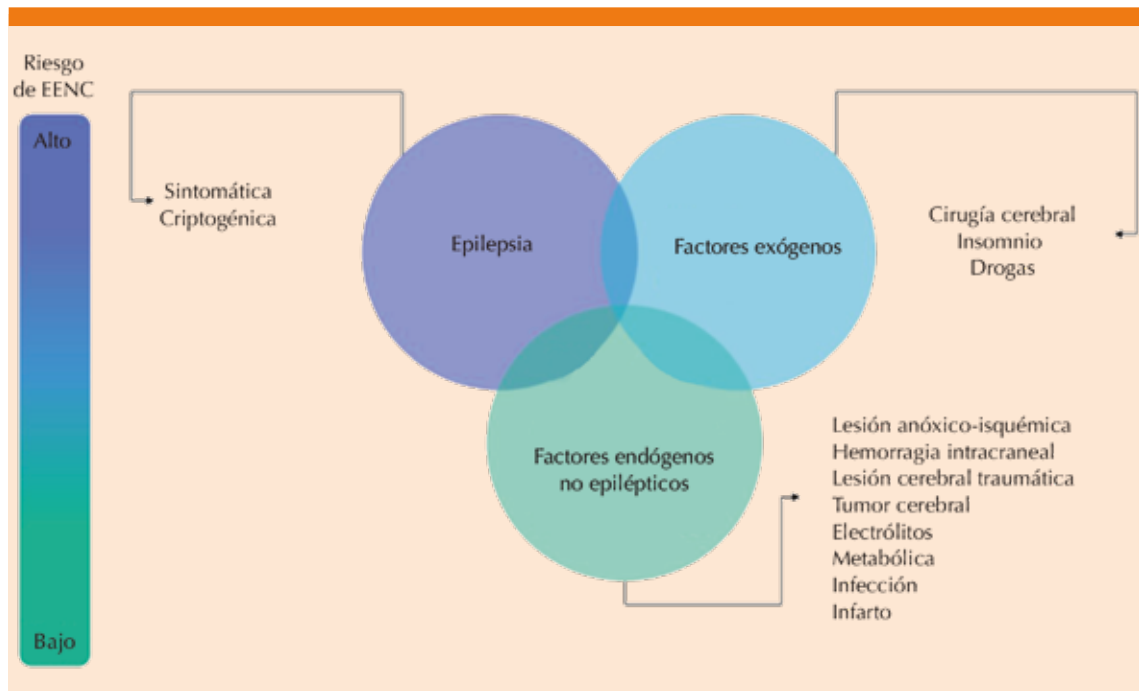 Riesgo
de EENC
Alto
Bajo
Sintomática
Criptogénica
Epilepsia
Factores exógenos
Cirugía cerebral
Insomnio
Drogas
Factores endógenos
no epilépticos
Lesión anóxico-isquémica
Hemorragia intracraneal
Lesión cerebral traumática
Tumor cerebral
Electrólitos
Metabólica
Infección
Infarto